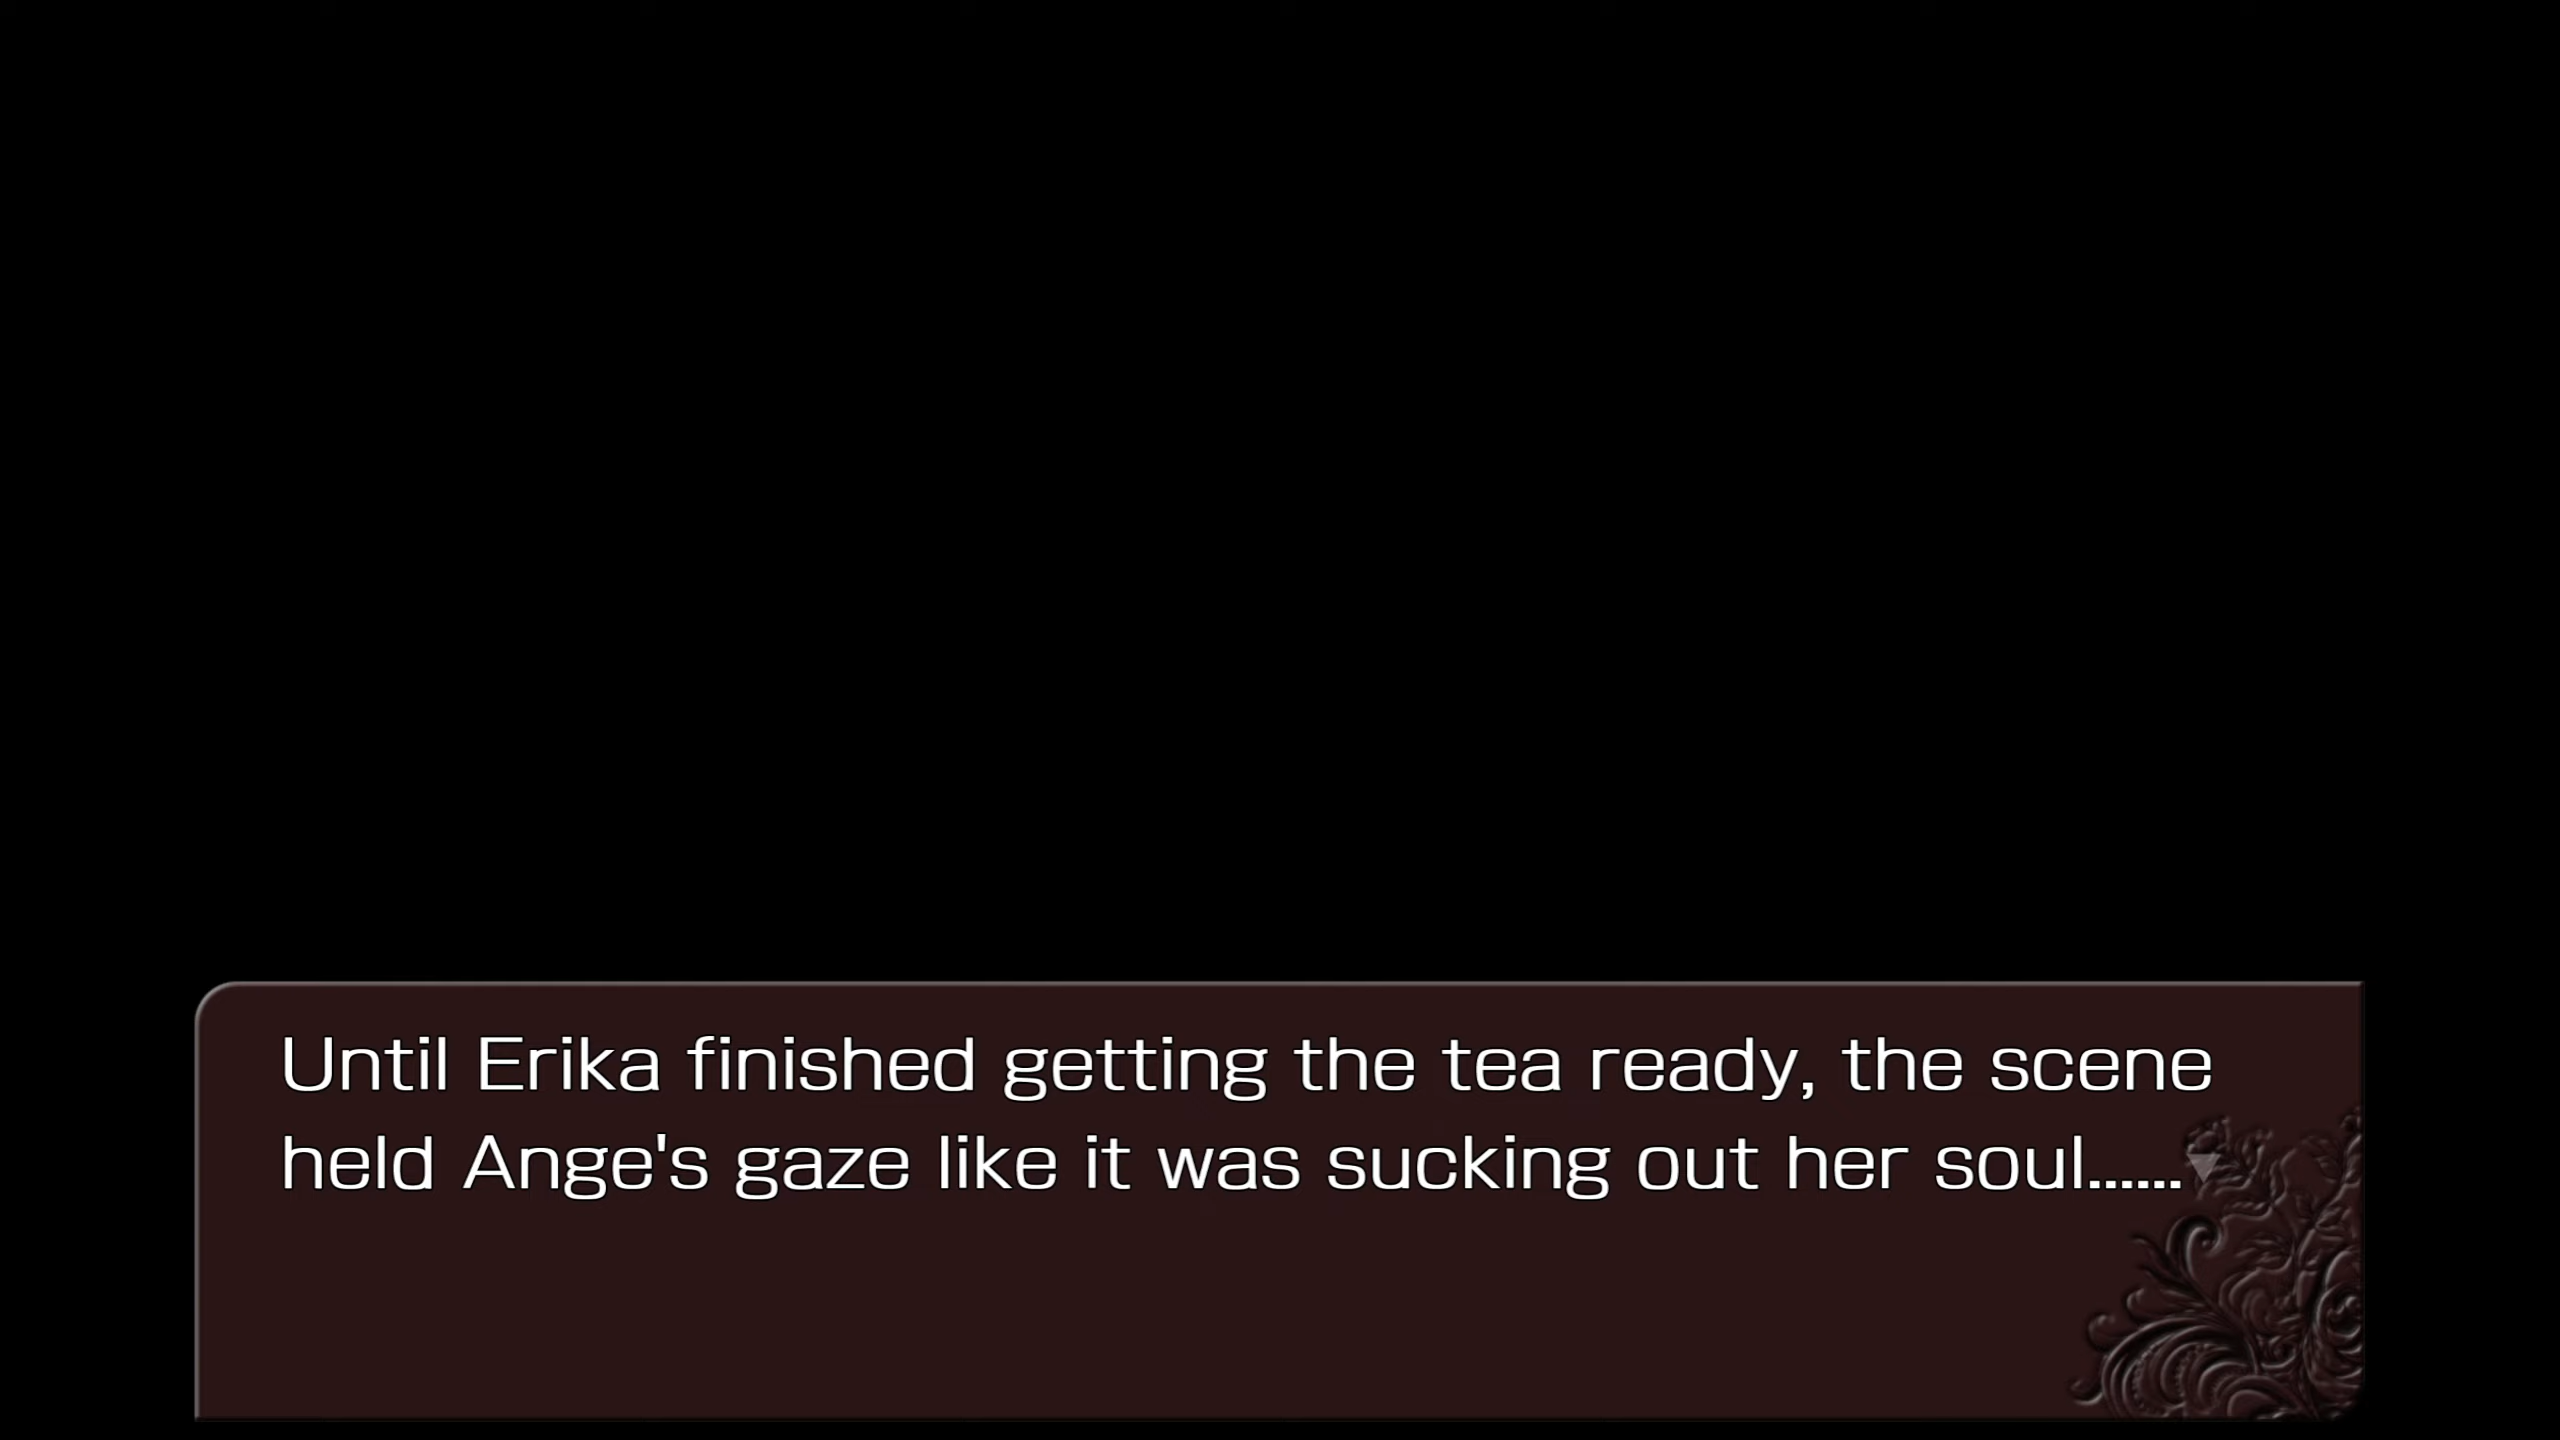 Until Erika finished getting the tea ready, the scene
held Ange's gaze like it was sucking out her soul.......